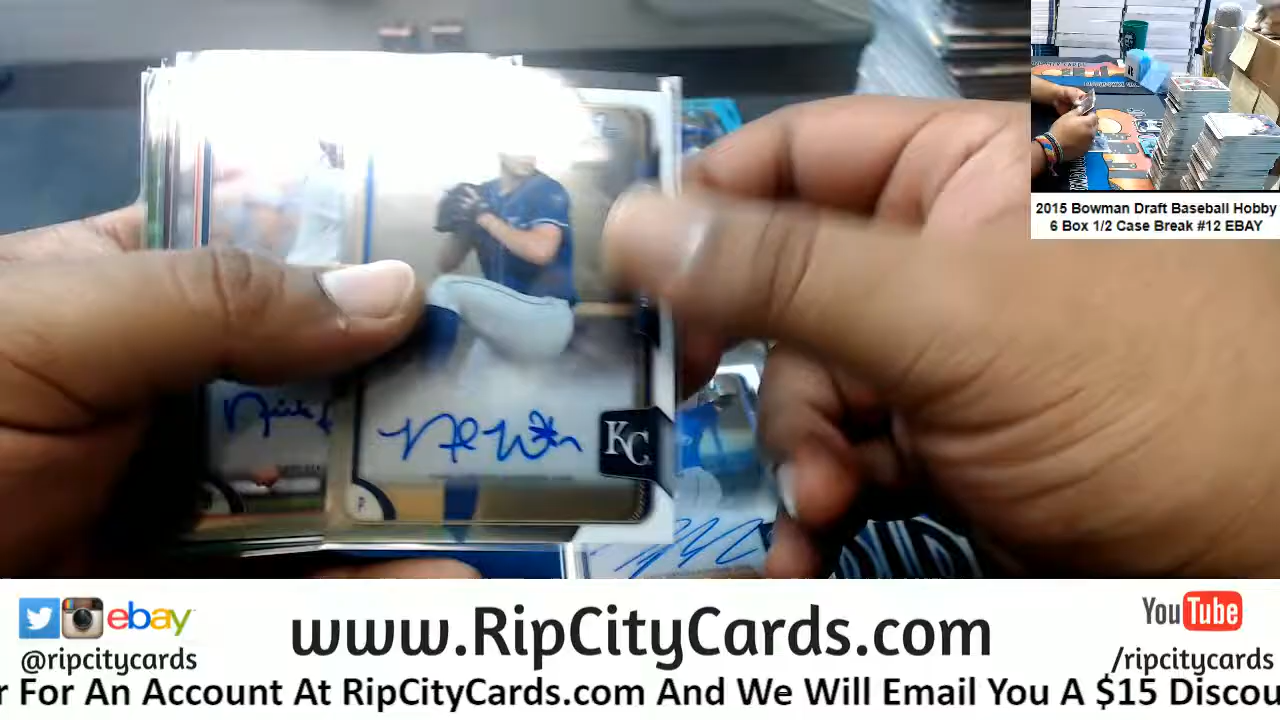 2015 Bowman Draft Baseball Hobby
6 Box 1/2 Case Break #12 EBAY
KC
P
ebay
@ripcitycards
www.RipCityCards.com
YouTube
/ripcitycards
r For An Account At RipCityCards.com And We Will Email You A $15 Discou